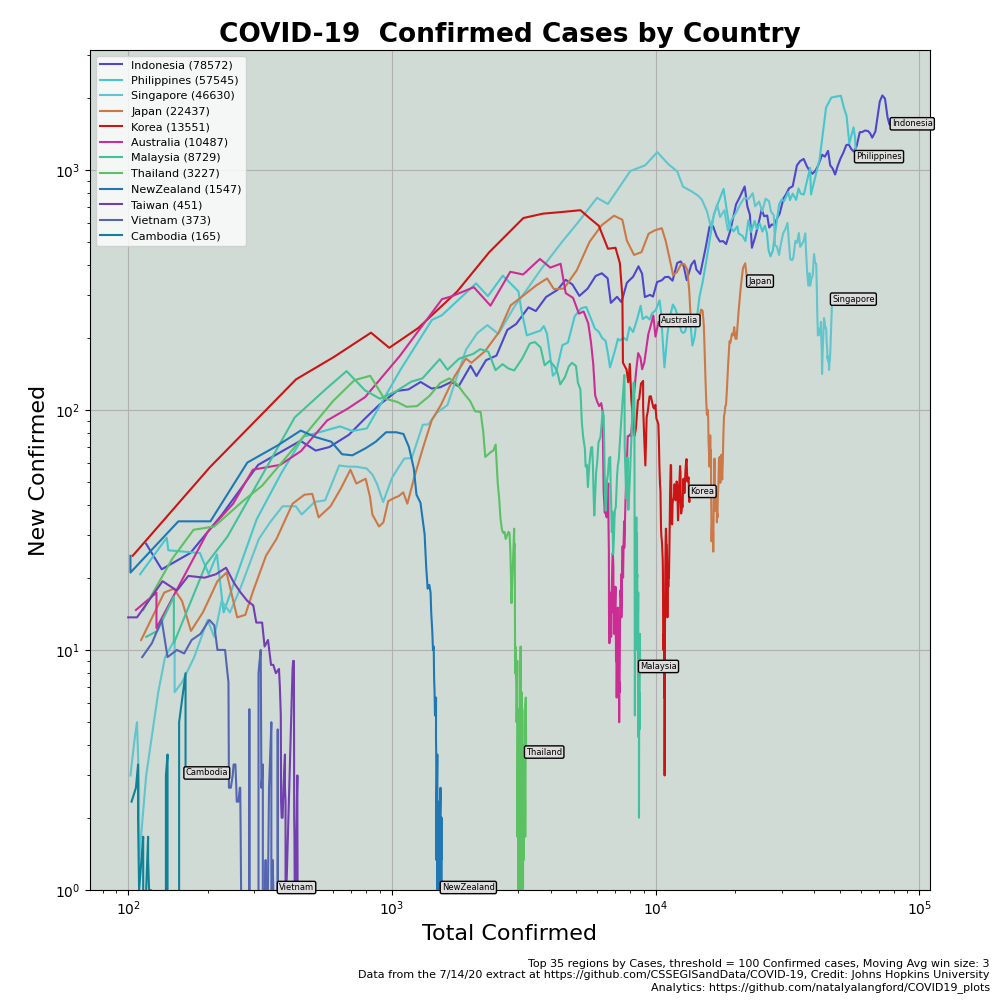 COVID-19  Confirmed Cases by Country
Indonesia (78572)
Philippines (57545)
Singapore (46630)
Japan (22437)
Korea (13551)
Australia (10487)
Malaysia (8729)
Thailand (3227)
NewZealand (1547)
Taiwan (451)
Vietnam (373)
Cambodia (165)
New Confirmed
10³
10²
10¹
10⁰
Indonesia
Philippines
Japan
Singapore
Australia
Korea
Malaysia
Thailand
Cambodia
Vietnam
NewZealand
10²
10³
10⁴
10⁵
Total Confirmed
Top 35 regions by Cases, threshold = 100 Confirmed cases, Moving Avg win size: 3
Data from the 7/14/20 extract at https://github.com/CSSEGISandData/COVID-19, Credit: Johns Hopkins University
Analytics: https://github.com/natalyalangford/COVID19_plots